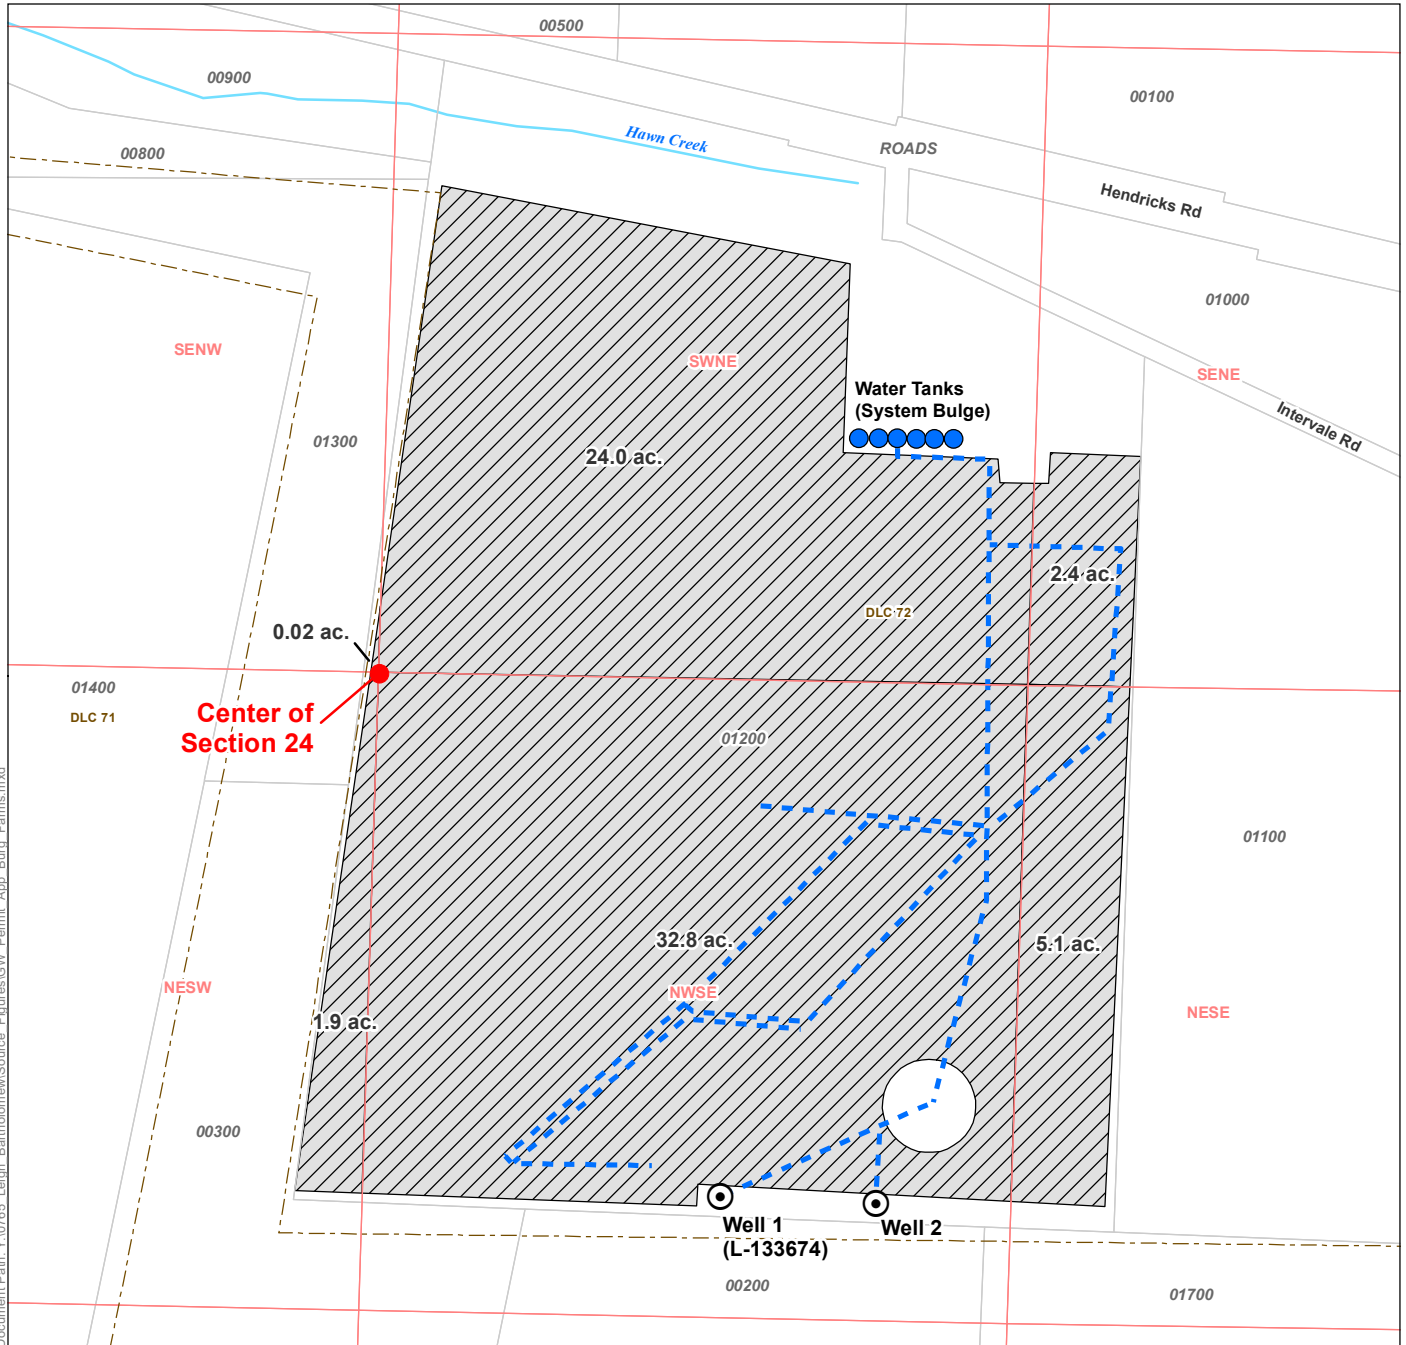 00500
00900
00100
Hawn Creek
ROADS
00800
Hendricks Rd
01000
SENW
SWNE
SENE
Water Tanks
(System Bulge)
Intervale Rd
01300
24.0 ac.
2.4 ac.
DLC 72
0.02 ac.
01400
DLC 71
Center of
Section 24
01200
01100
32.8 ac.
5.1 ac.
NESW
NWSE
NESE
1.9 ac.
00300
Well 1
(L-133674)
Well 2
00200
01700